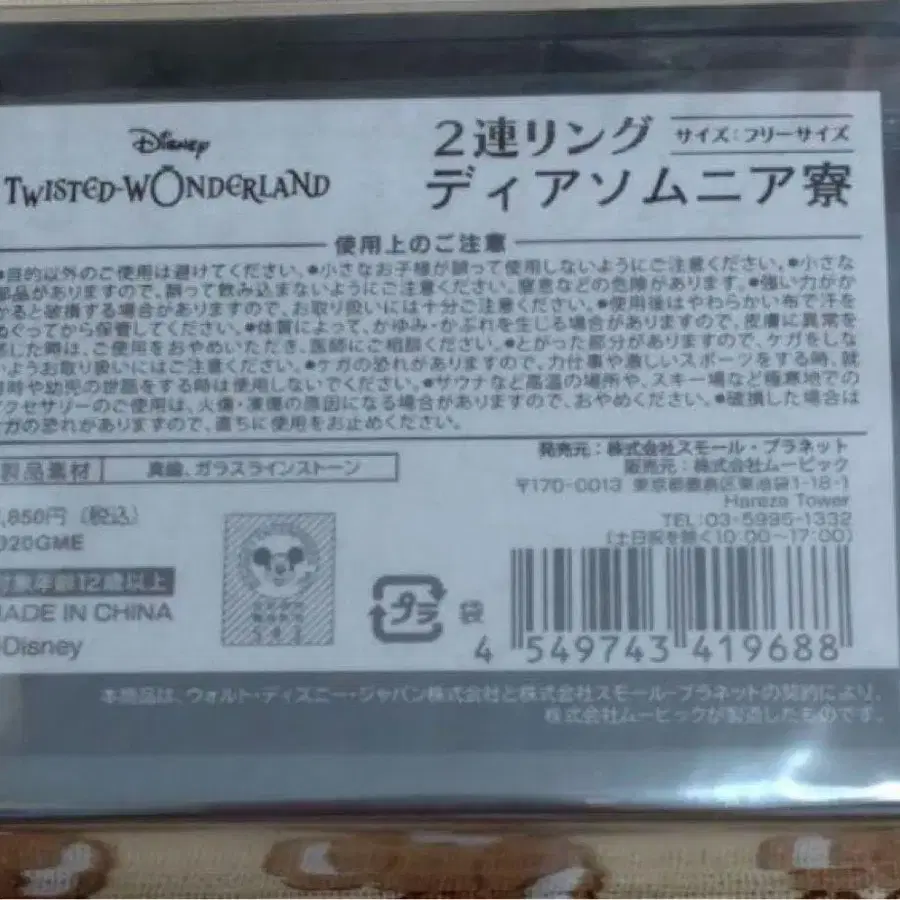 Disney
TWISTED-WONDERLAND
2連リング
サイズ:フリーサイズ
ディアソムニア寮
使用上のご注意
●目的以外のご使用は避けてください。●小さなお子様が誤って使用しないようにご注意ください。●小さな
部品がありますので、誤って飲み込まないようにご注意ください。窒息などの危険があります。●強い力がか
かると破損する場合がありますので、お取り扱いには十分ご注意ください。●使用後はやわらかい布で汗を
ぬぐってから保管してください。●体質によって、かゆみ・かぶれを生じる場合がありますので、皮膚に異常を
感じた時は、ご使用をおやめいただき、医師にご相談ください。●とがった部分がありますので、ケガをしな
いようお取り扱いにはご注意ください。●ケガの恐れがありますので、力仕事や激しいスポーツをする時、就
寝時や幼児の世話をする時は使用しないでください。●サウナなど高温の場所や、スキー場など極寒地での
アクセサリーのご使用は、火傷・凍傷の原因になる場合がありますので、おやめください。●破損した場合は
ケガの恐れがありますので、直ちに使用をお止めください。
製品素材 真鍮、ガラスラインストーン
発売元:株式会社スモール・プラネット
販売元:株式会社ムービック
〒170-0013 東京都豊島区東池袋1-18-1
Hareza Tower
TEL:03-5995-1332
(土日祝を除く10:00~17:00)
,850円(税込)
020GME
対象年齢12歳以上
MADE IN CHINA
©Disney
プラ
袋
4 549743 419688
本商品は、ウォルト・ディズニー・ジャパン株式会社と株式会社スモール・プラネットの契約により、
株式会社ムービックが製造したものです。